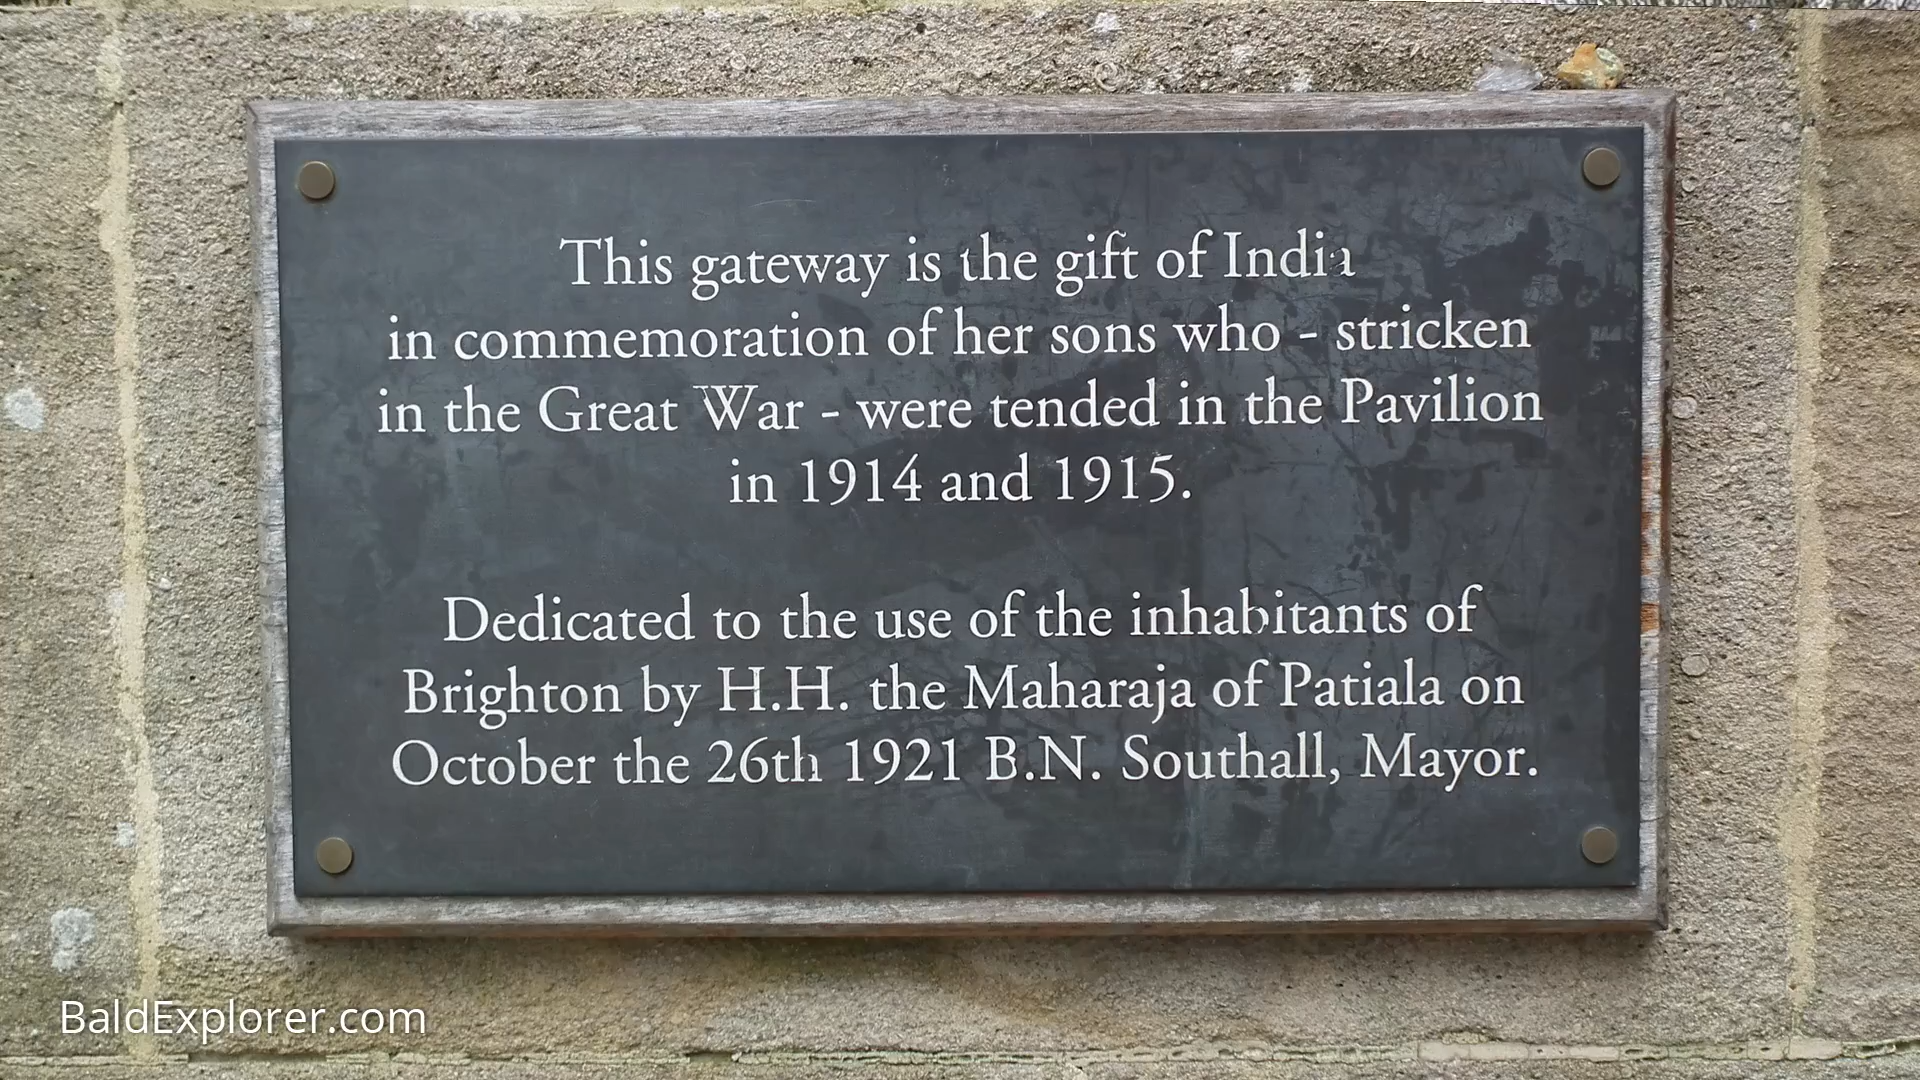 This gateway is the gift of India
in commemoration of her sons who - stricken
in the Great War - were tended in the Pavilion
in 1914 and 1915.
Dedicated to the use of the inhabitants of
Brighton by H.H. the Maharaja of Patiala on
October the 26th 1921 B.N. Southall, Mayor.
BaldExplorer.com